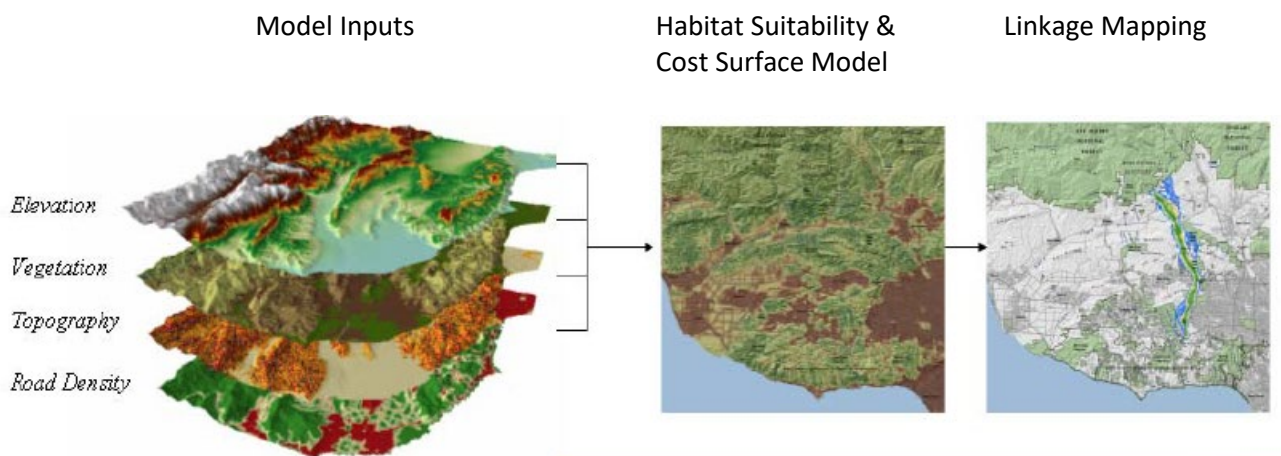 Model Inputs
Habitat Suitability &
Cost Surface Model
Linkage Mapping
Elevation
Vegetation
Topography
Road Density